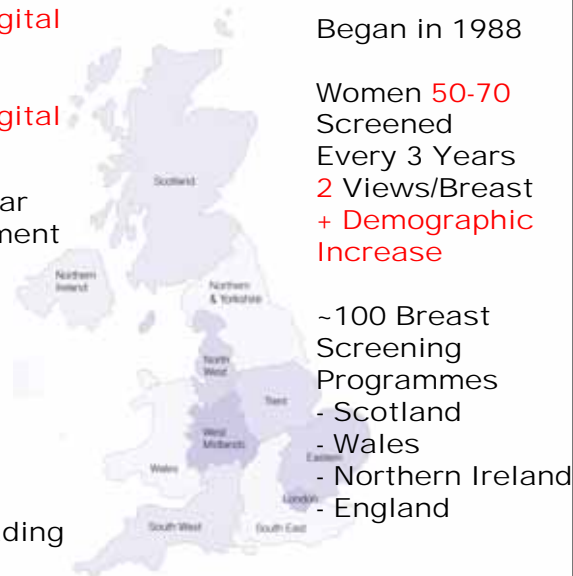 gital
gital
ar
ment
ding
Began in 1988
Women 50-70
Screened
Every 3 Years
2 Views/Breast
+ Demographic
Increase
~100 Breast
Screening
Programmes
- Scotland
- Wales
- Northern Ireland
- England
Scotland
Northern
Ireland
Northern
& Yorkshire
North
West
Trent
West
Midlands
Eastern
Wales
London
South West
South East